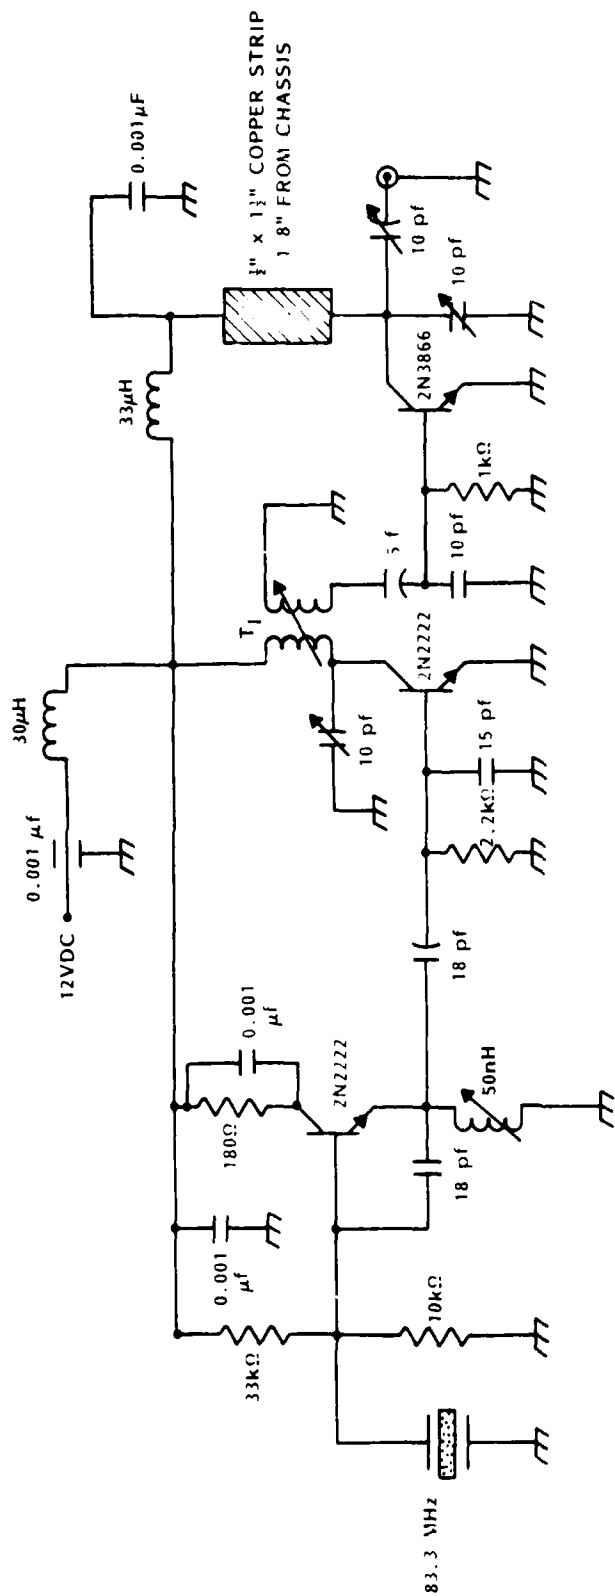 12VDC
0.001 μf
30μH
33μH
0.001μF
½" x 1½" COPPER STRIP
1 8" FROM CHASSIS
0.001
μf
0.001
μf
33kΩ
180Ω
2N2222
T1
10 pf
2N2222
5 f
10 pf
1kΩ
2N3866
10 pf
10 pf
83.3 MHz
10kΩ
18 pf
50nH
18 pf
2.2kΩ
15 pf